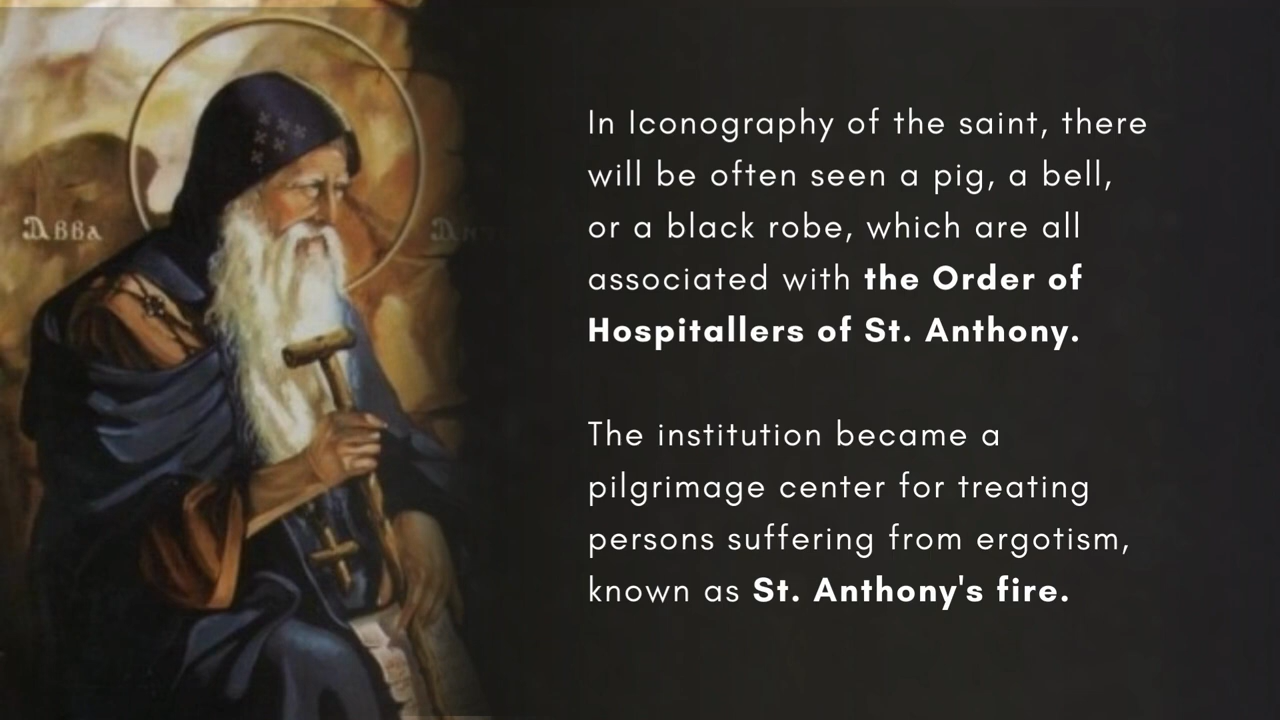 ⲀⲂⲂⲀ
In Iconography of the saint, there
will be often seen a pig, a bell,
or a black robe, which are all
associated with the Order of
Hospitallers of St. Anthony.
The institution became a
pilgrimage center for treating
persons suffering from ergotism,
known as St. Anthony's fire.